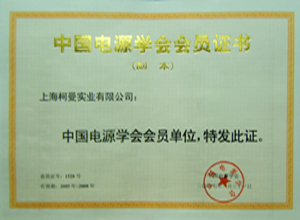 中国电源学会会员证书
(副本)
上海柯曼实业有限公司：
中国电源学会会员单位，特发此证。